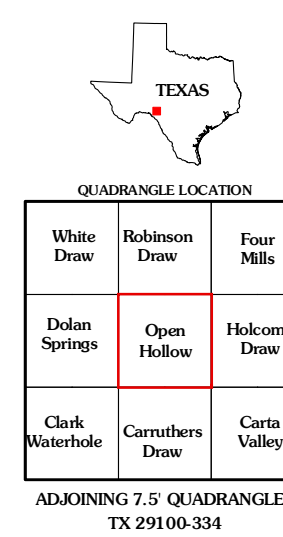 TEXAS
QUADRANGLE LOCATION
White Draw
Robinson Draw
Four Mills
Dolan Springs
Open Hollow
Holcom Draw
Clark Waterhole
Carruthers Draw
Carta Valley
ADJOINING 7.5' QUADRANGLE
TX 29100-334